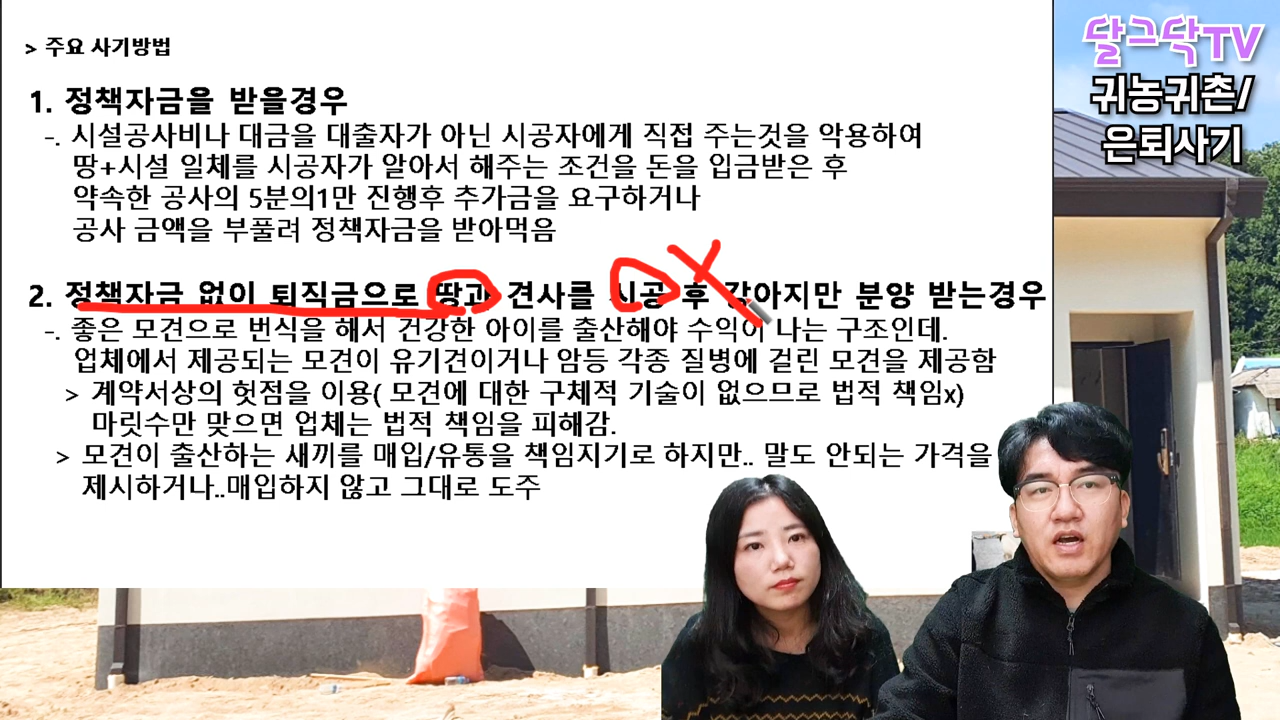 > 주요 사기방법
1. 정책자금을 받을경우
-. 시설공사비나 대금을 대출자가 아닌 시공자에게 직접 주는것을 악용하여
땅+시설 일체를 시공자가 알아서 해주는 조건을 돈을 입금받은 후
약속한 공사의 5분의1만 진행후 추가금을 요구하거나
공사 금액을 부풀려 정책자금을 받아먹음
2. 정책자금 없이 퇴직금으로 땅과 견사를 시공 후 강아지만 분양 받는경우
-. 좋은 모견으로 번식을 해서 건강한 아이를 출산해야 수익이 나는 구조인데.
업체에서 제공되는 모견이 유기견이거나 암등 각종 질병에 걸린 모견을 제공함
> 계약서상의 헛점을 이용( 모견에 대한 구체적 기술이 없으므로 법적 책임x)
마릿수만 맞으면 업체는 법적 책임을 피해감.
> 모견이 출산하는 새끼를 매입/유통을 책임지기로 하지만.. 말도 안되는 가격을
제시하거나..매입하지 않고 그대로 도주
달그닥TV
귀농귀촌/
은퇴사기